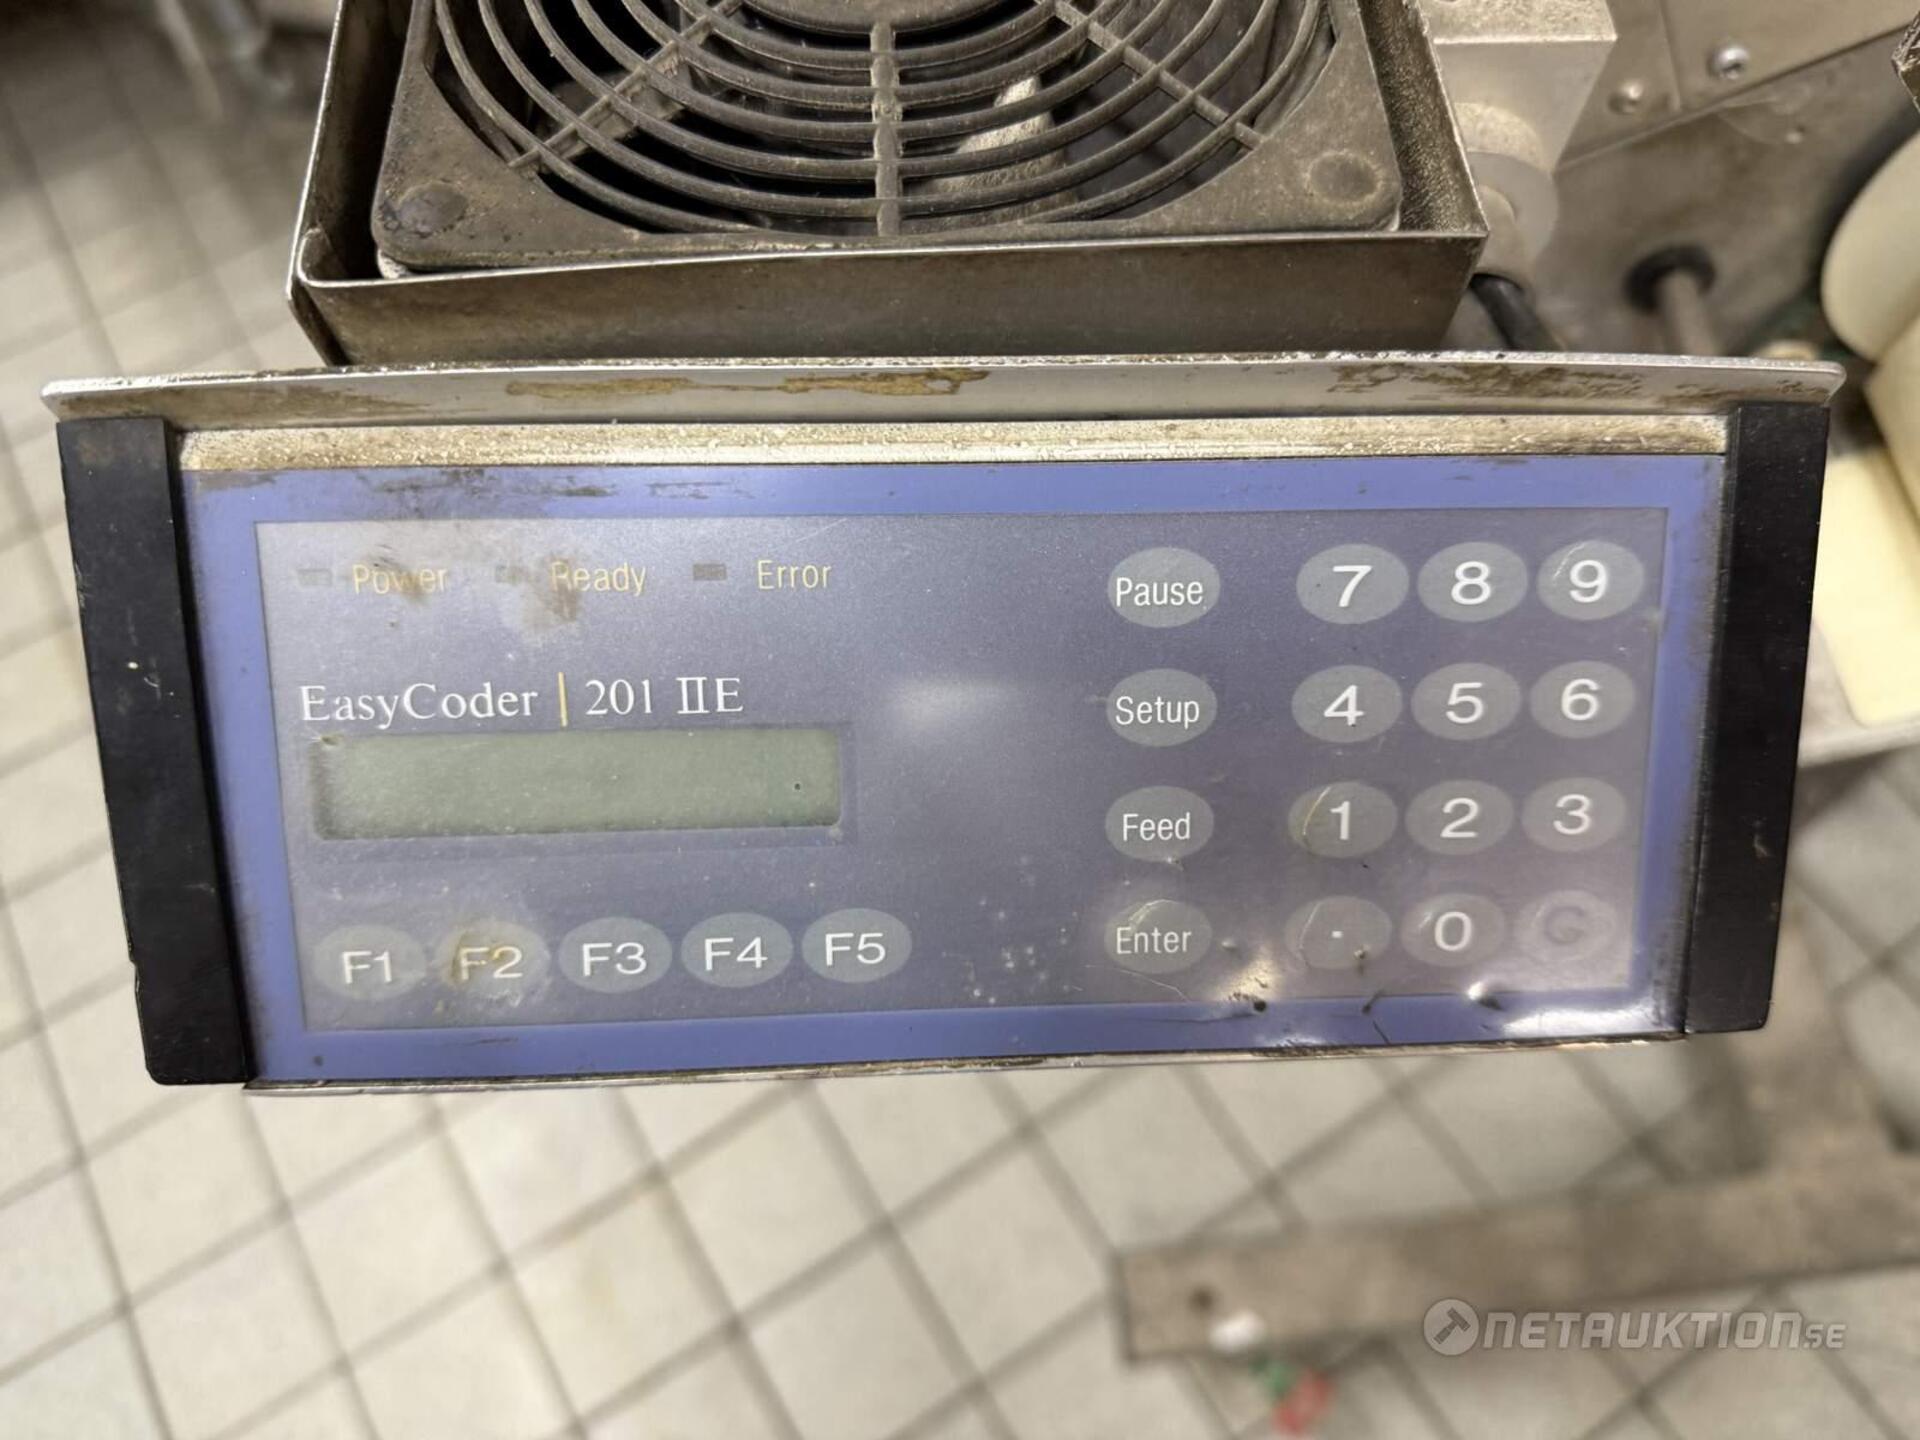 Power Ready Error
EasyCoder | 201 IIE
F1 F2 F3 F4 F5
Pause 7 8 9
Setup 4 5 6
Feed 1 2 3
Enter . 0 C
NETAUKTION.SE